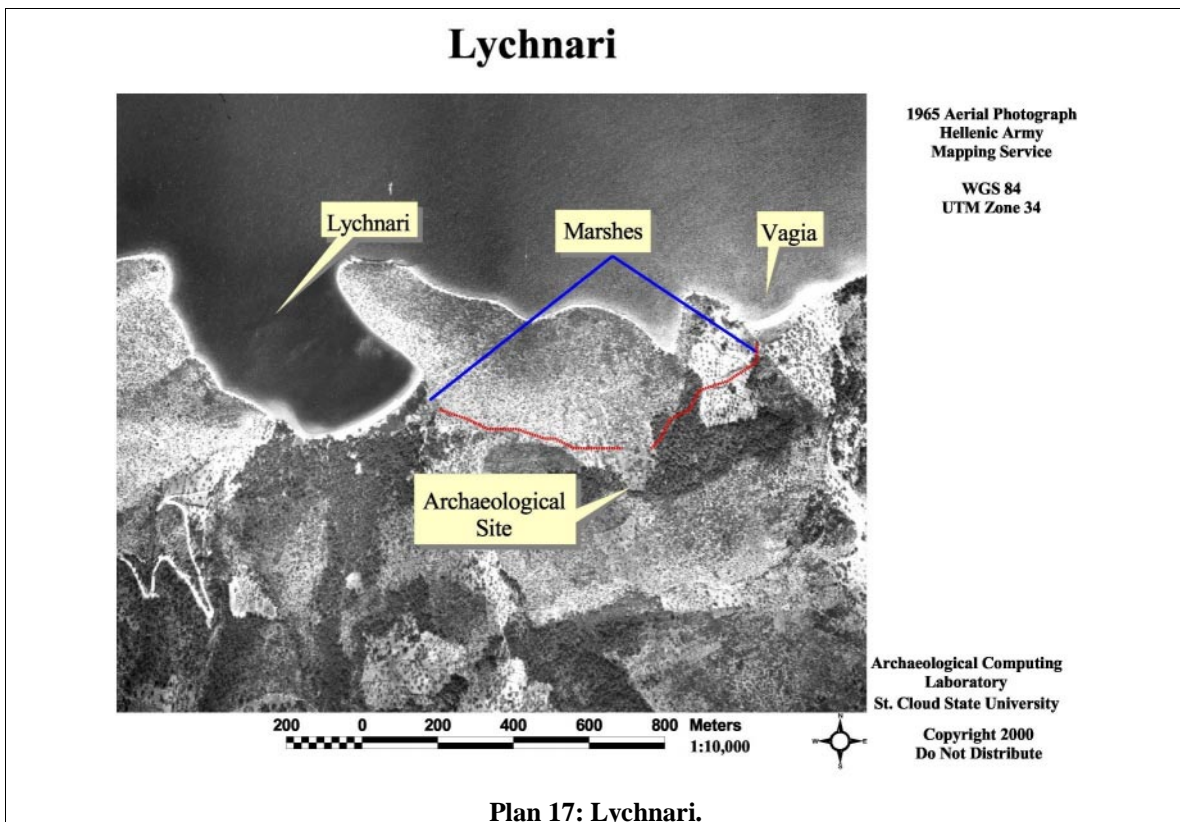 Lychnari
1965 Aerial Photograph
Hellenic Army
Mapping Service
WGS 84
UTM Zone 34
Lychnari
Marshes
Vagia
Archaeological
Site
Archaeological Computing
Laboratory
St. Cloud State University
Copyright 2000
Do Not Distribute
200 0 200 400 600 800 Meters
1:10,000
N
W E
S
Plan 17: Lychnari.